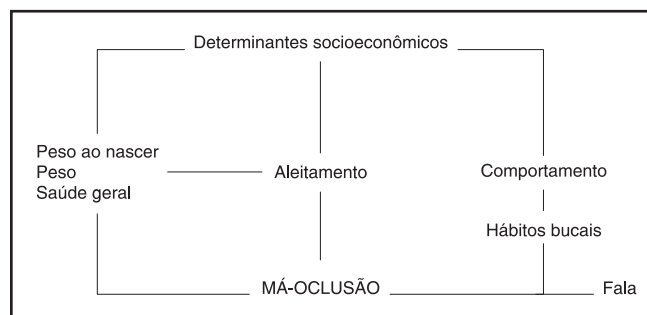 Determinantes socioeconômicos
Peso ao nascer
Peso
Saúde geral
Aleitamento
Comportamento
Hábitos bucais
MÁ-OCLUSÃO
Fala